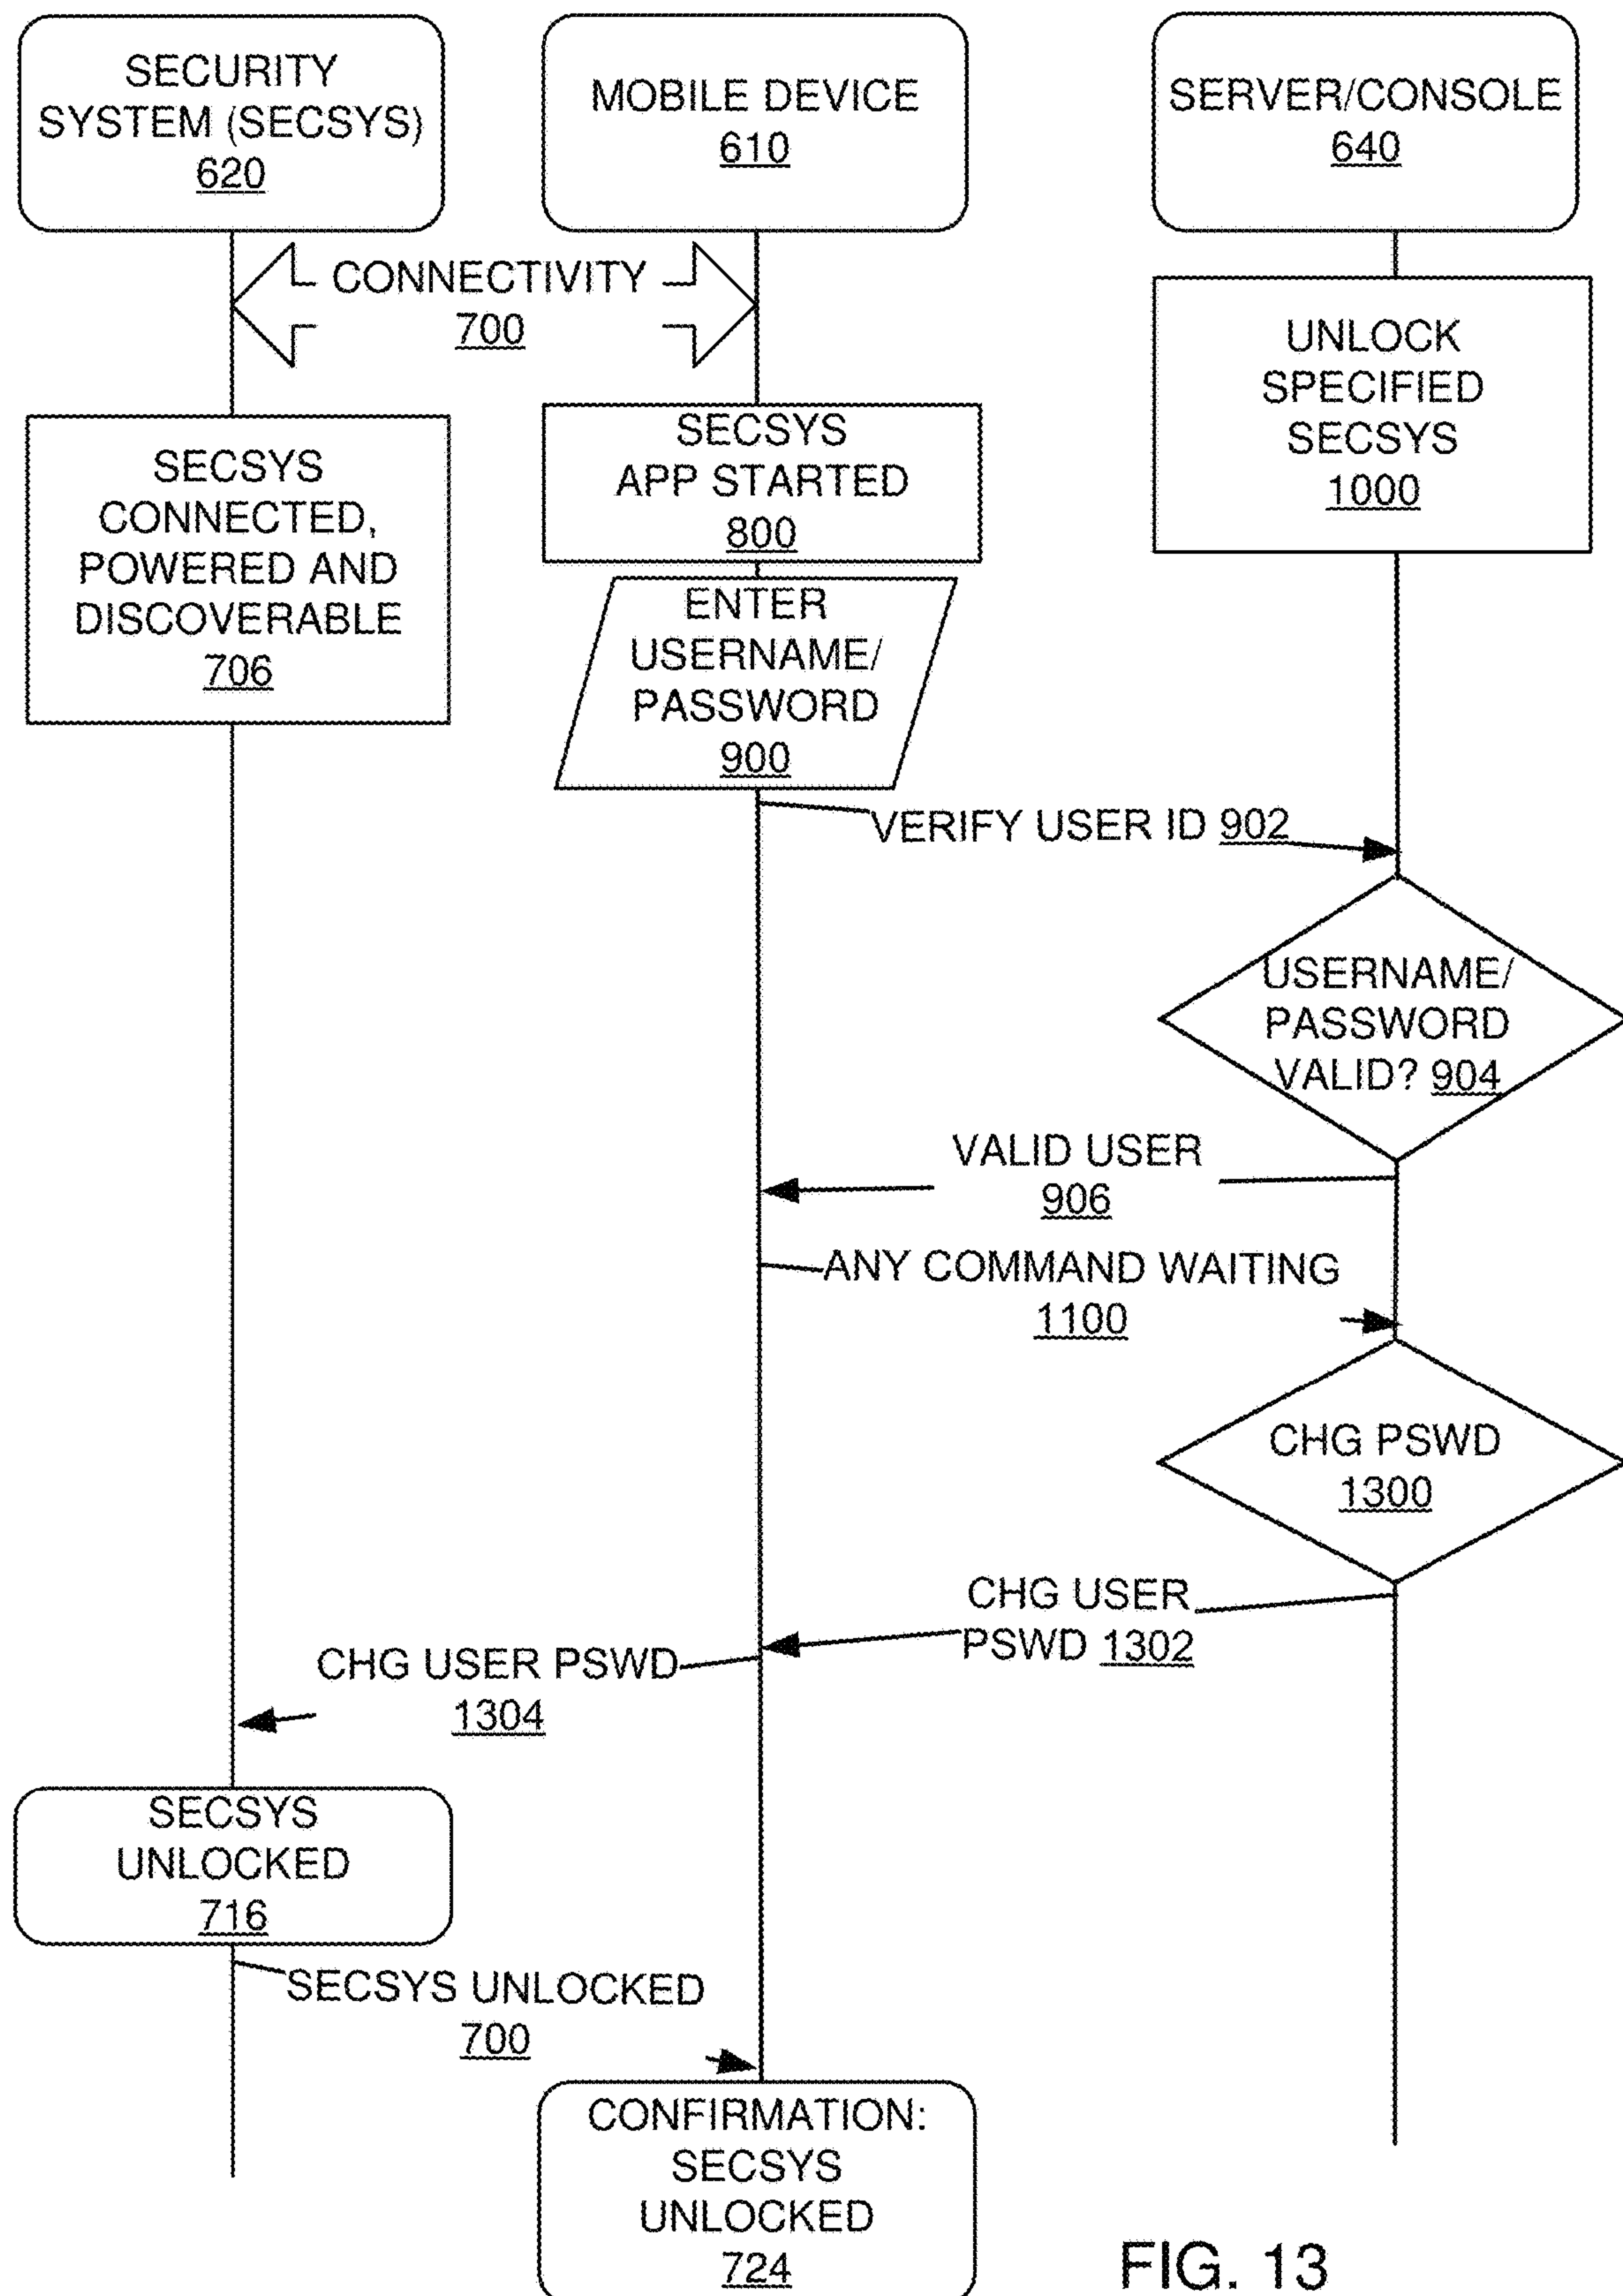 SECURITY
SYSTEM (SECSYS)
620
MOBILE DEVICE
610
SERVER/CONSOLE
640
CONNECTIVITY
700
UNLOCK
SPECIFIED
SECSYS
1000
SECSYS
CONNECTED,
POWERED AND
DISCOVERABLE
706
SECSYS
APP STARTED
800
ENTER
USERNAME/
PASSWORD
900
VERIFY USER ID 902
USERNAME/
PASSWORD
VALID? 904
VALID USER
906
ANY COMMAND WAITING
1100
CHG PSWD
1300
CHG USER
PSWD 1302
CHG USER PSWD
1304
SECSYS
UNLOCKED
716
SECSYS UNLOCKED
700
CONFIRMATION:
SECSYS
UNLOCKED
724
FIG. 13